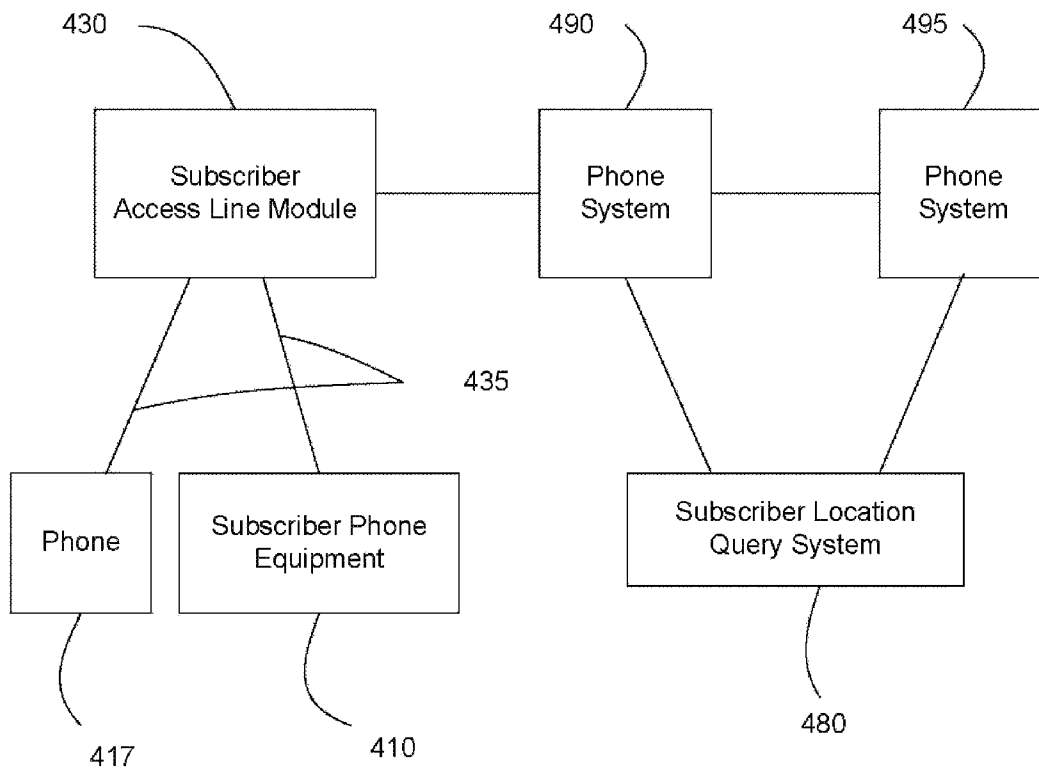 430
490
495
Subscriber
Access Line Module
Phone
System
Phone
System
435
Phone
Subscriber Phone
Equipment
Subscriber Location
Query System
417
410
480